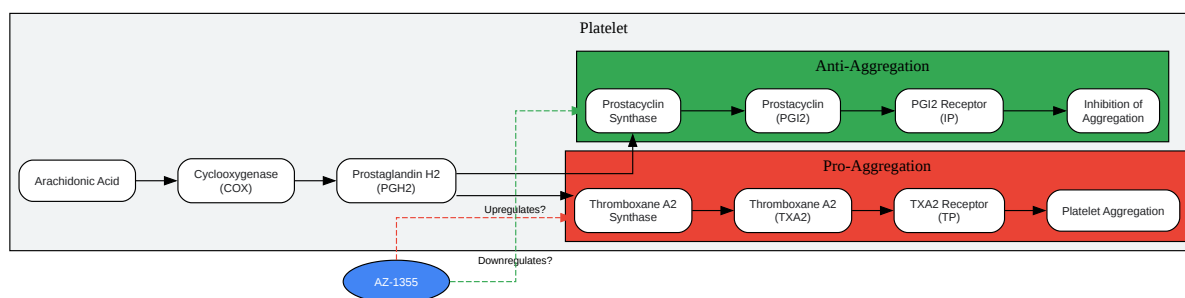 Platelet
Anti-Aggregation
Prostacyclin
Synthase
Prostacyclin
(PGI2)
PGI2 Receptor
(IP)
Inhibition of
Aggregation
Pro-Aggregation
Arachidonic Acid
Cyclooxygenase
(COX)
Prostaglandin H2
(PGH2)
Thromboxane A2
Synthase
Thromboxane A2
(TXA2)
TXA2 Receptor
(TP)
Platelet Aggregation
Upregulates?
Downregulates?
AZ-1355